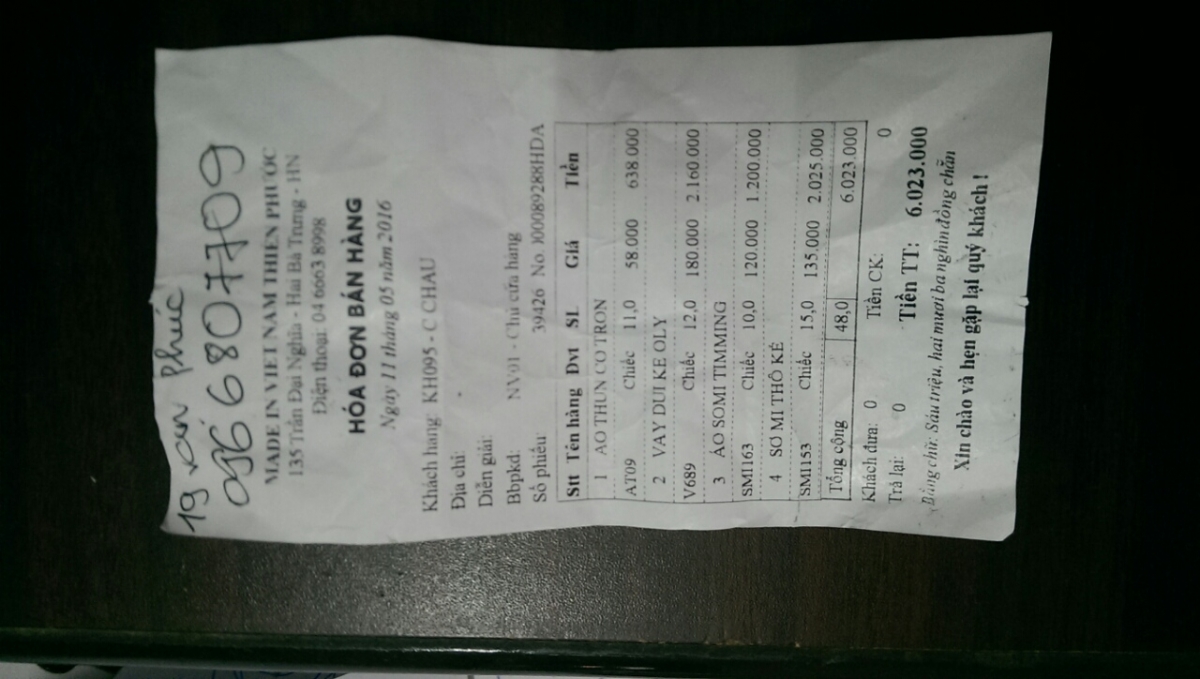 19 Vạn Phúc
0966807709
MADE IN VIET NAM THIEN PHƯỚC
135 Trần Đại Nghĩa - Hai Bà Trưng - HN
Điện thoại: 04 6663 8998
HÓA ĐƠN BÁN HÀNG
Ngày 11 tháng 05 năm 2016
Khách hàng: KH095 - C CHAU
Địa chỉ:
Diễn giải:
Bbpkd: NV01 - Chủ cửa hàng
Số phiếu: 39426 No.
Stt Tên hàng Đvt SL Giá Tiền
1 AO THUN CO TRON
AT09 Chiếc 11,0 58.000 638.000
2 VAY DUI KE OLY
V689 Chiếc 12,0 180.000 2.160.000
3 ÁO SOMI TIMMING
SMI163 Chiếc 10,0 120.000 1.200.000
4 SƠ MI THÔ KẺ
SMI153 Chiếc 15,0 135.000 2.025.000
Tổng cộng 48,0 6.023.000
Khách đưa: 0 Tiền CK. 0
Trả lại: 0 Tiền TT: 6.023.000
Bằng chữ: Sáu triệu, hai mươi ba nghìn đồng chẵn
Xin chào và hẹn gặp lại quý khách !